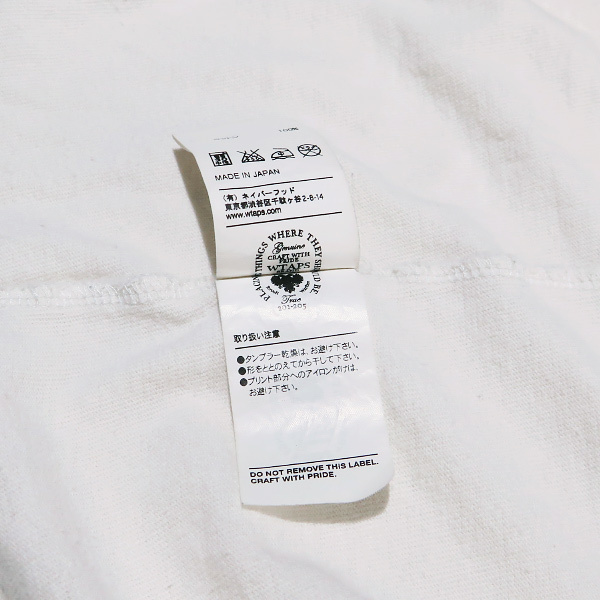 100%
MADE IN JAPAN
(有) ネイバーフッド
東京都渋谷区千駄ヶ谷2-8-14
www.wtaps.com
PLACING THINGS WHERE THEY SHOULD BE
Genuine
CRAFT WITH
PRIDE
WTAPS
True
201-205
取り扱い注意
●タンブラー乾燥は、お避け下さい。
●形をととのえてから干して下さい。
●プリント部分へのアイロンがけは、
お避け下さい。
DO NOT REMOVE THIS LABEL.
CRAFT WITH PRIDE.